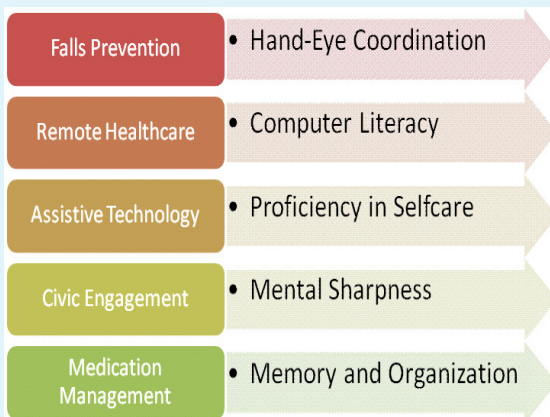 Falls Prevention
• Hand-Eye Coordination
Remote Healthcare
• Computer Literacy
Assistive Technology
• Proficiency in Selfcare
Civic Engagement
• Mental Sharpness
Medication
Management
• Memory and Organization